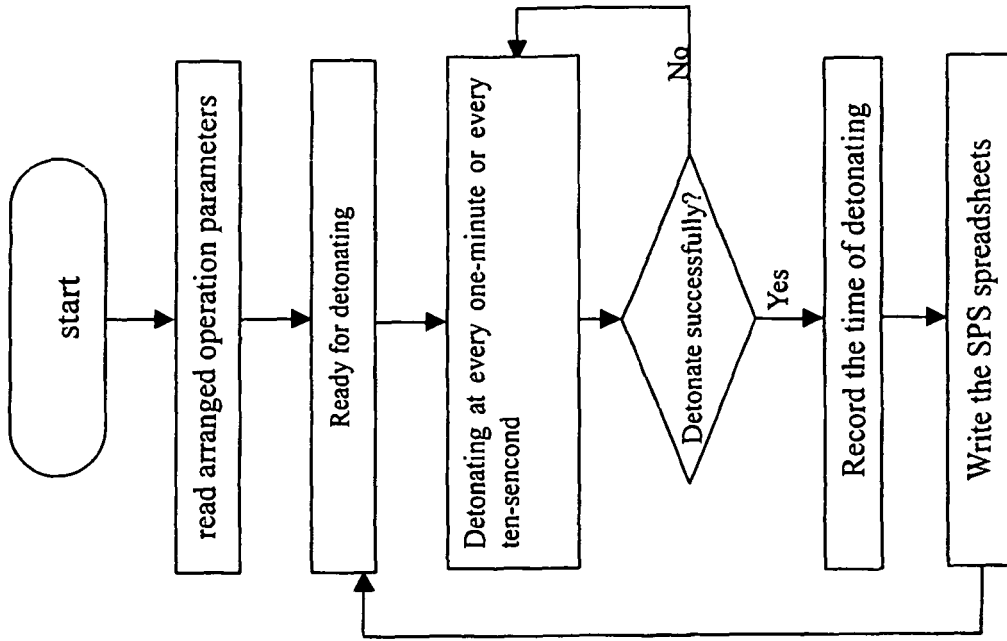 start
read arranged operation parameters
Ready for detonating
Detonating at every one-minute or every
ten-sencond
Detonate successfully?
No
Yes
Record the time of detonating
Write the SPS spreadsheets